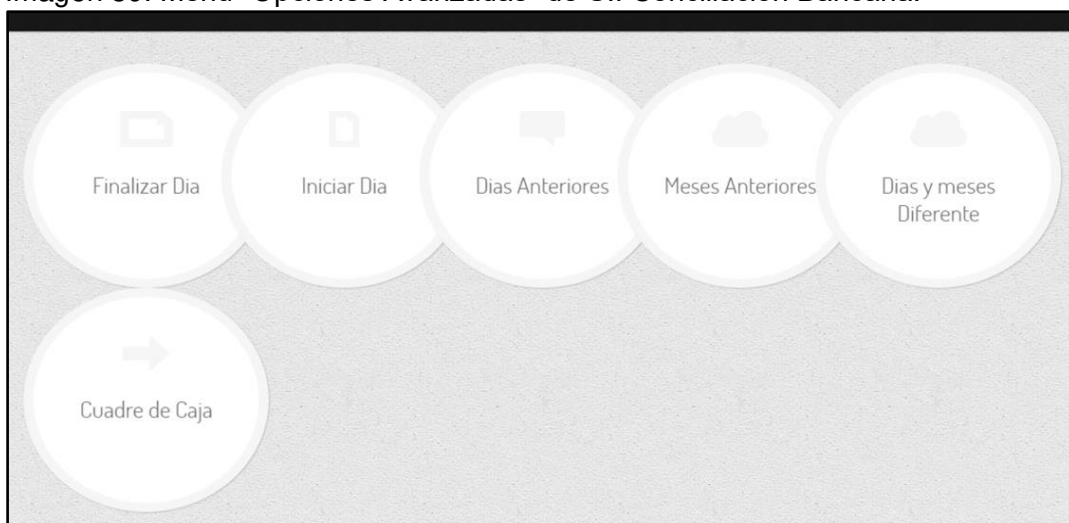 Finalizar Dia
Iniciar Dia
Dias Anteriores
Meses Anteriores
Dias y meses
Diferente
Cuadre de Caja